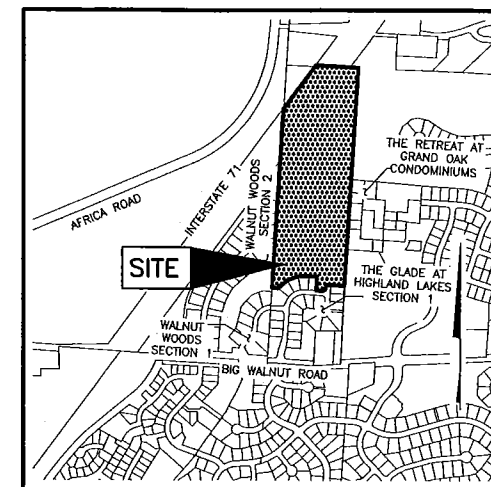 THE RETREAT AT
GRAND OAK
CONDOMINIUMS
AFRICA ROAD
INTERSTATE 71
WALNUT WOODS
SECTION 2
SITE
THE GLADE AT
HIGHLAND LAKES
SECTION 1
WALNUT
WOODS
SECTION 1
BIG WALNUT ROAD